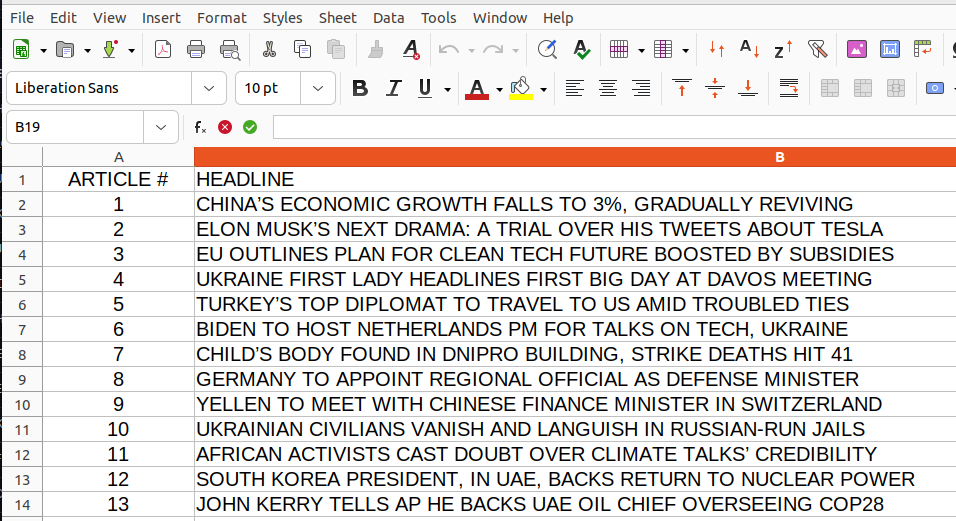 File Edit View Insert Format Styles Sheet Data Tools Window Help
Liberation Sans 10 pt
B19
A B
1 ARTICLE # HEADLINE
2 1 CHINA’S ECONOMIC GROWTH FALLS TO 3%, GRADUALLY REVIVING
3 2 ELON MUSK’S NEXT DRAMA: A TRIAL OVER HIS TWEETS ABOUT TESLA
4 3 EU OUTLINES PLAN FOR CLEAN TECH FUTURE BOOSTED BY SUBSIDIES
5 4 UKRAINE FIRST LADY HEADLINES FIRST BIG DAY AT DAVOS MEETING
6 5 TURKEY’S TOP DIPLOMAT TO TRAVEL TO US AMID TROUBLED TIES
7 6 BIDEN TO HOST NETHERLANDS PM FOR TALKS ON TECH, UKRAINE
8 7 CHILD’S BODY FOUND IN DNIPRO BUILDING, STRIKE DEATHS HIT 41
9 8 GERMANY TO APPOINT REGIONAL OFFICIAL AS DEFENSE MINISTER
10 9 YELLEN TO MEET WITH CHINESE FINANCE MINISTER IN SWITZERLAND
11 10 UKRAINIAN CIVILIANS VANISH AND LANGUISH IN RUSSIAN-RUN JAILS
12 11 AFRICAN ACTIVISTS CAST DOUBT OVER CLIMATE TALKS’ CREDIBILITY
13 12 SOUTH KOREA PRESIDENT, IN UAE, BACKS RETURN TO NUCLEAR POWER
14 13 JOHN KERRY TELLS AP HE BACKS UAE OIL CHIEF OVERSEEING COP28